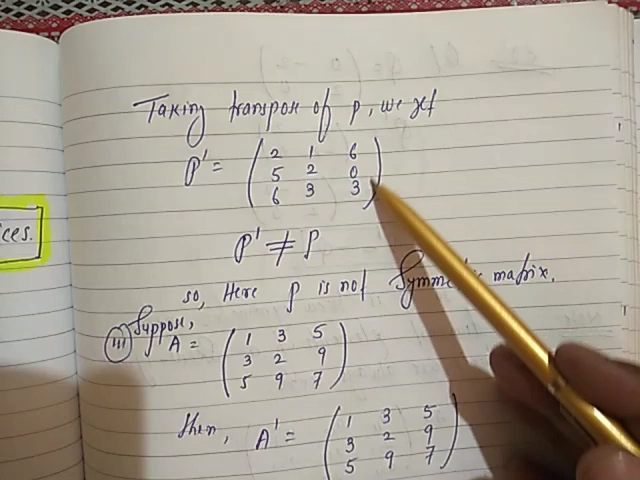 Taking transpose of P, we get
P' = ( 2 1 6
5 2 0
6 3 3 )
P' ≠ P
ices.
so, Here P is not Symmetric matrix.
(III) Suppose,
A = ( 1 3 5
3 2 9
5 9 7 )
then, A' = ( 1 3 5
3 2 9
5 9 7 )